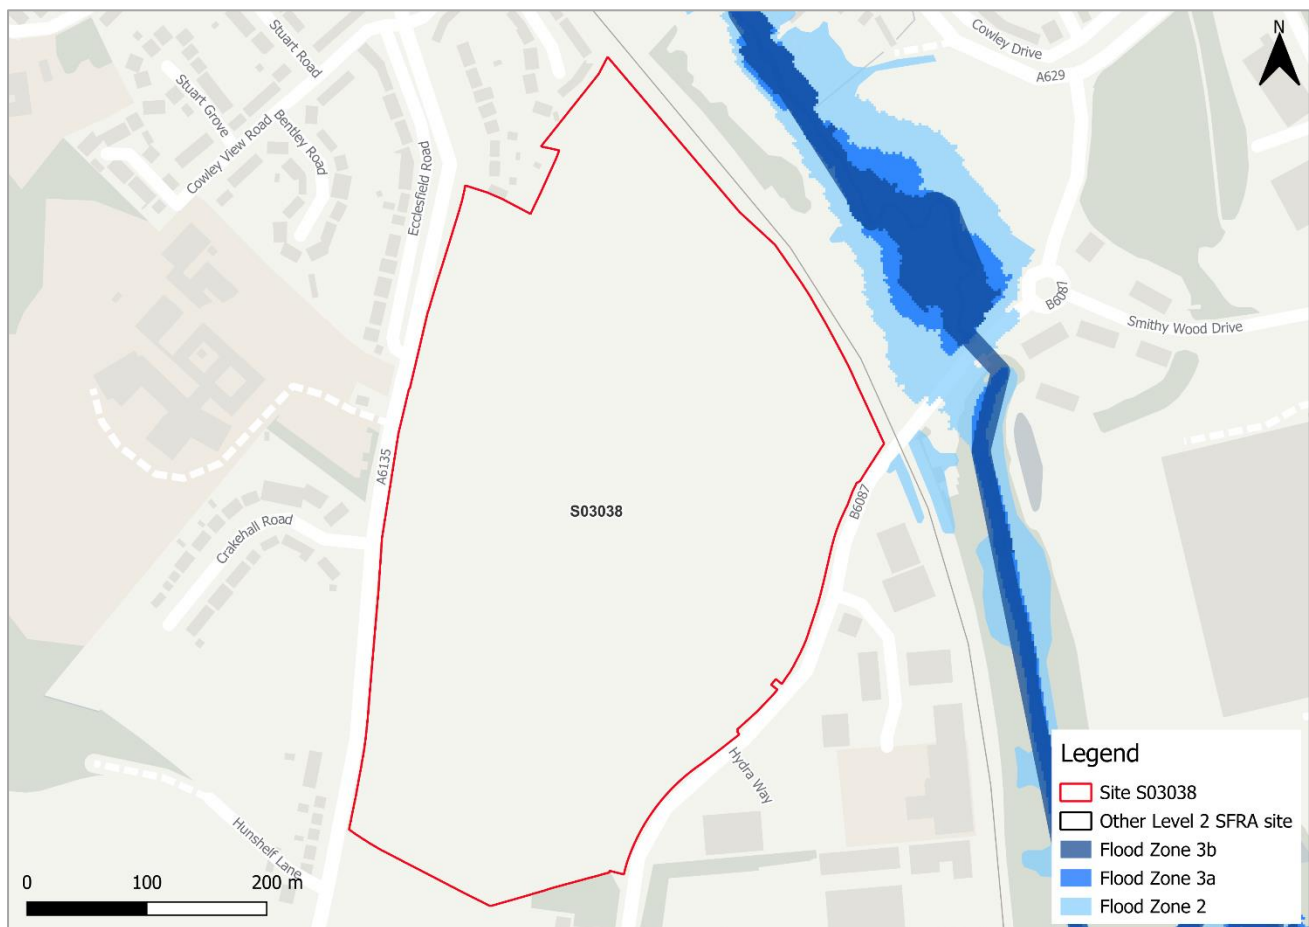 Stuart Road
Cowley Drive
N
A629
Stuart Grove
Bentley Road
Cowley View Road
Ecclesfield Road
B6087
Smithy Wood Drive
A6135
B6087
S03038
Crakehall Road
Hydra Way
Hunshelf Lane
Legend
Site S03038
Other Level 2 SFRA site
Flood Zone 3b
Flood Zone 3a
Flood Zone 2
0 100 200 m